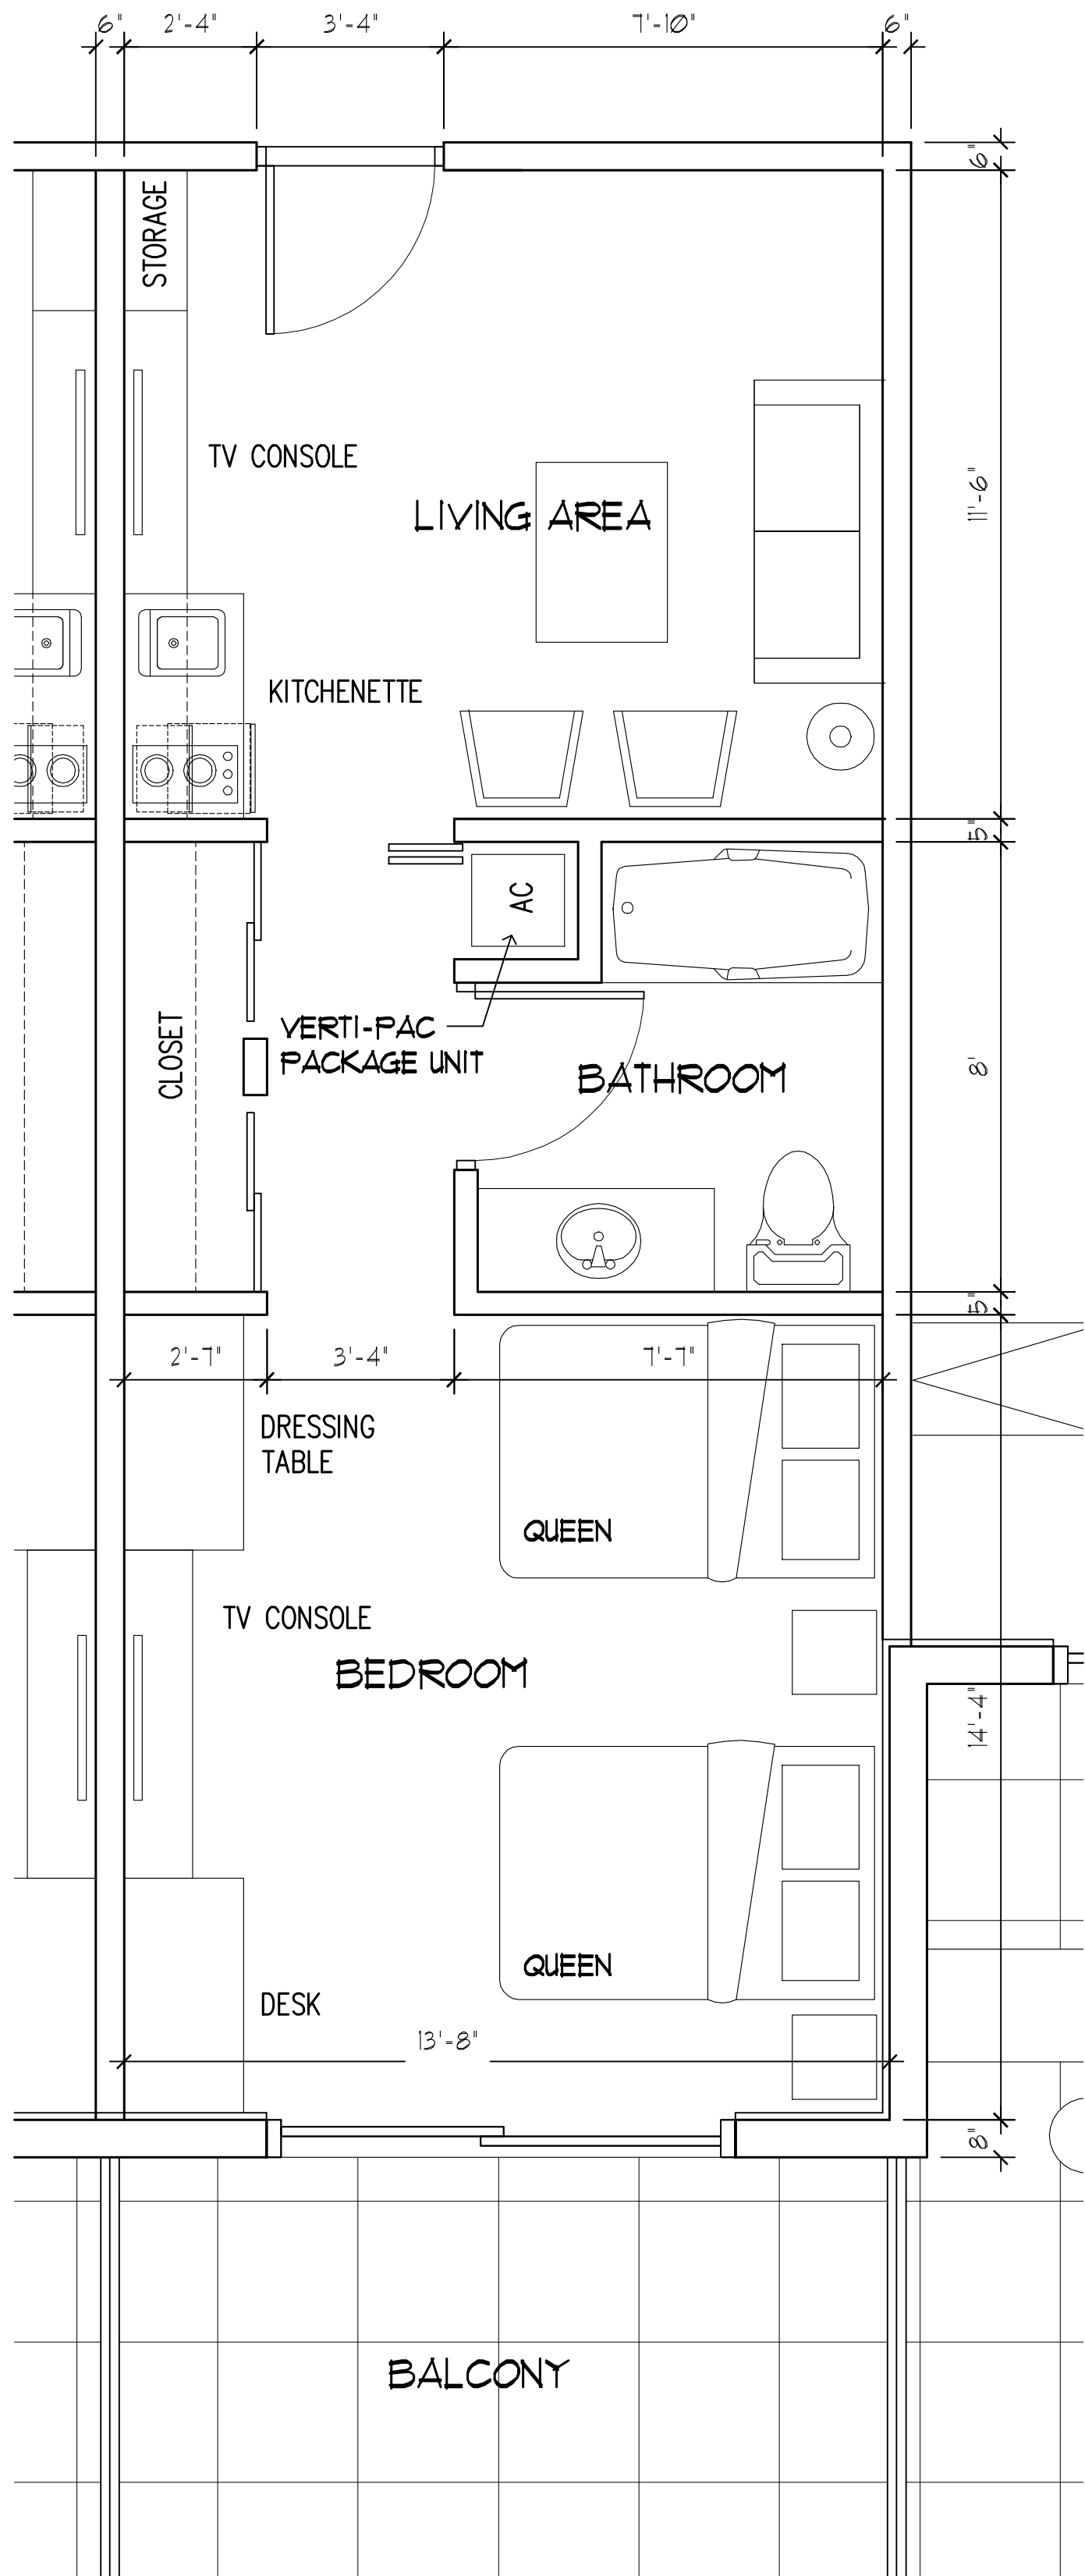 6" 2'-4" 3'-4" 7'-10" 6"
6"
STORAGE
TV CONSOLE
LIVING AREA
11'-6"
KITCHENETTE
5"
AC
CLOSET
VERTI-PAC
PACKAGE UNIT
BATHROOM
8'
5"
2'-7" 3'-4" 7'-7"
DRESSING
TABLE
QUEEN
TV CONSOLE
BEDROOM
14'-4"
QUEEN
DESK
13'-8"
8"
BALCONY